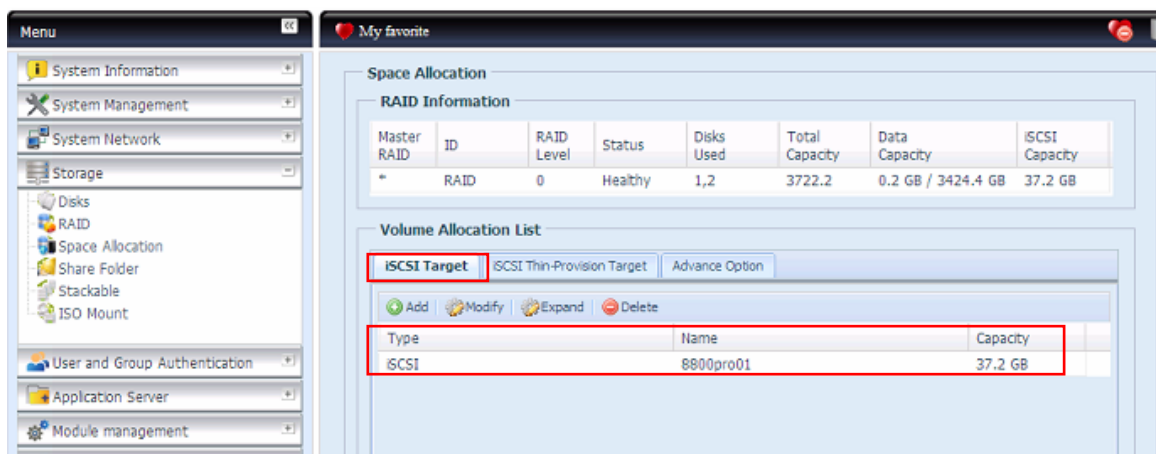 Menu
My favorite
System Information
System Management
System Network
Storage
Disks
RAID
Space Allocation
Share Folder
Stackable
ISO Mount
User and Group Authentication
Application Server
Module management
Space Allocation
RAID Information
Master RAID ID RAID Level Status Disks Used Total Capacity Data Capacity iSCSI Capacity
* RAID 0 Healthy 1,2 3722.2 0.2 GB / 3424.4 GB 37.2 GB
Volume Allocation List
iSCSI Target iSCSI Thin-Provision Target Advance Option
Add Modify Expand Delete
Type Name Capacity
iSCSI 8800pro01 37.2 GB